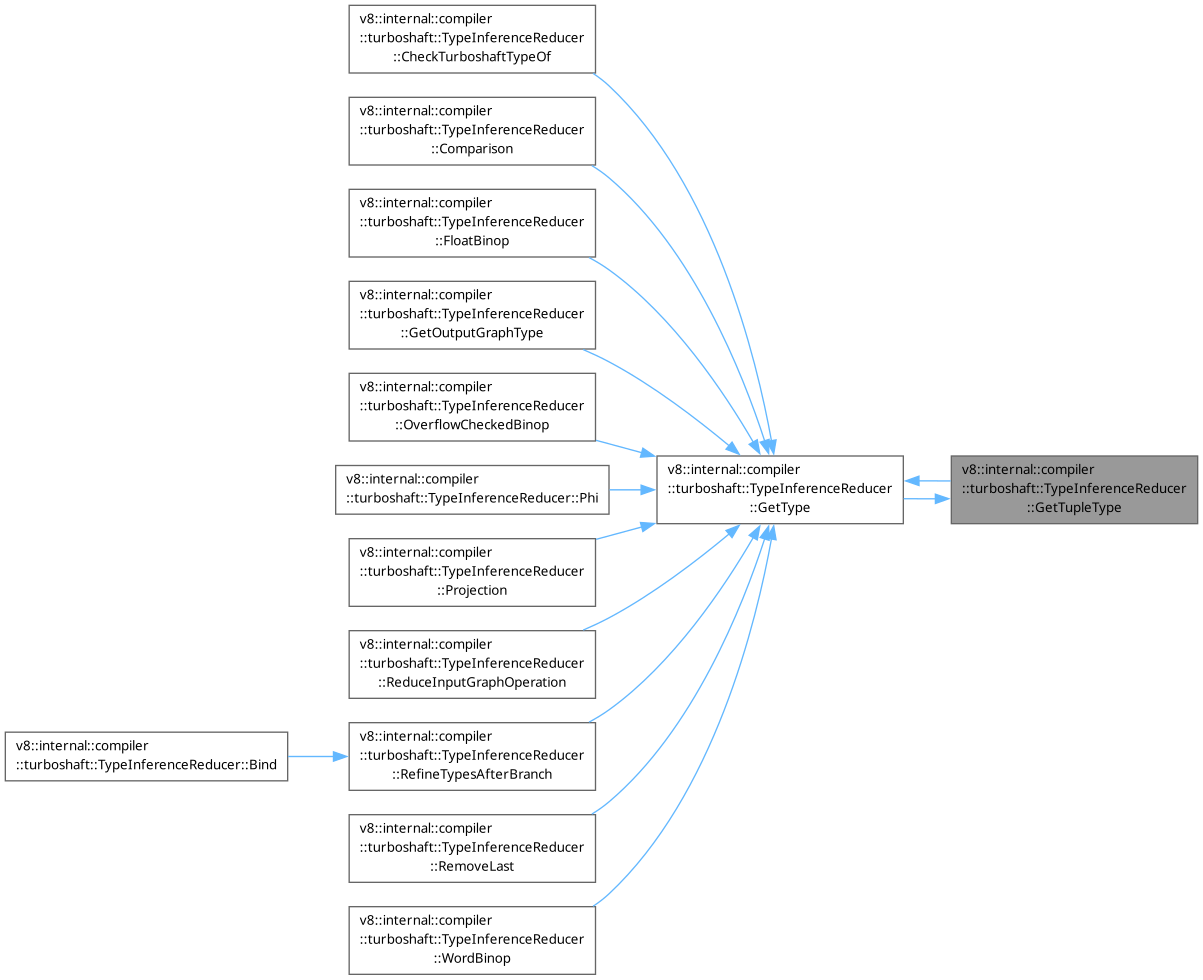 v8::internal::compiler
::turboshaft::TypeInferenceReducer
::CheckTurboshaftTypeOf
v8::internal::compiler
::turboshaft::TypeInferenceReducer
::Comparison
v8::internal::compiler
::turboshaft::TypeInferenceReducer
::FloatBinop
v8::internal::compiler
::turboshaft::TypeInferenceReducer
::GetOutputGraphType
v8::internal::compiler
::turboshaft::TypeInferenceReducer
::OverflowCheckedBinop
v8::internal::compiler
::turboshaft::TypeInferenceReducer::Phi
v8::internal::compiler
::turboshaft::TypeInferenceReducer
::GetType
v8::internal::compiler
::turboshaft::TypeInferenceReducer
::GetTupleType
v8::internal::compiler
::turboshaft::TypeInferenceReducer
::Projection
v8::internal::compiler
::turboshaft::TypeInferenceReducer
::ReduceInputGraphOperation
v8::internal::compiler
::turboshaft::TypeInferenceReducer::Bind
v8::internal::compiler
::turboshaft::TypeInferenceReducer
::RefineTypesAfterBranch
v8::internal::compiler
::turboshaft::TypeInferenceReducer
::RemoveLast
v8::internal::compiler
::turboshaft::TypeInferenceReducer
::WordBinop